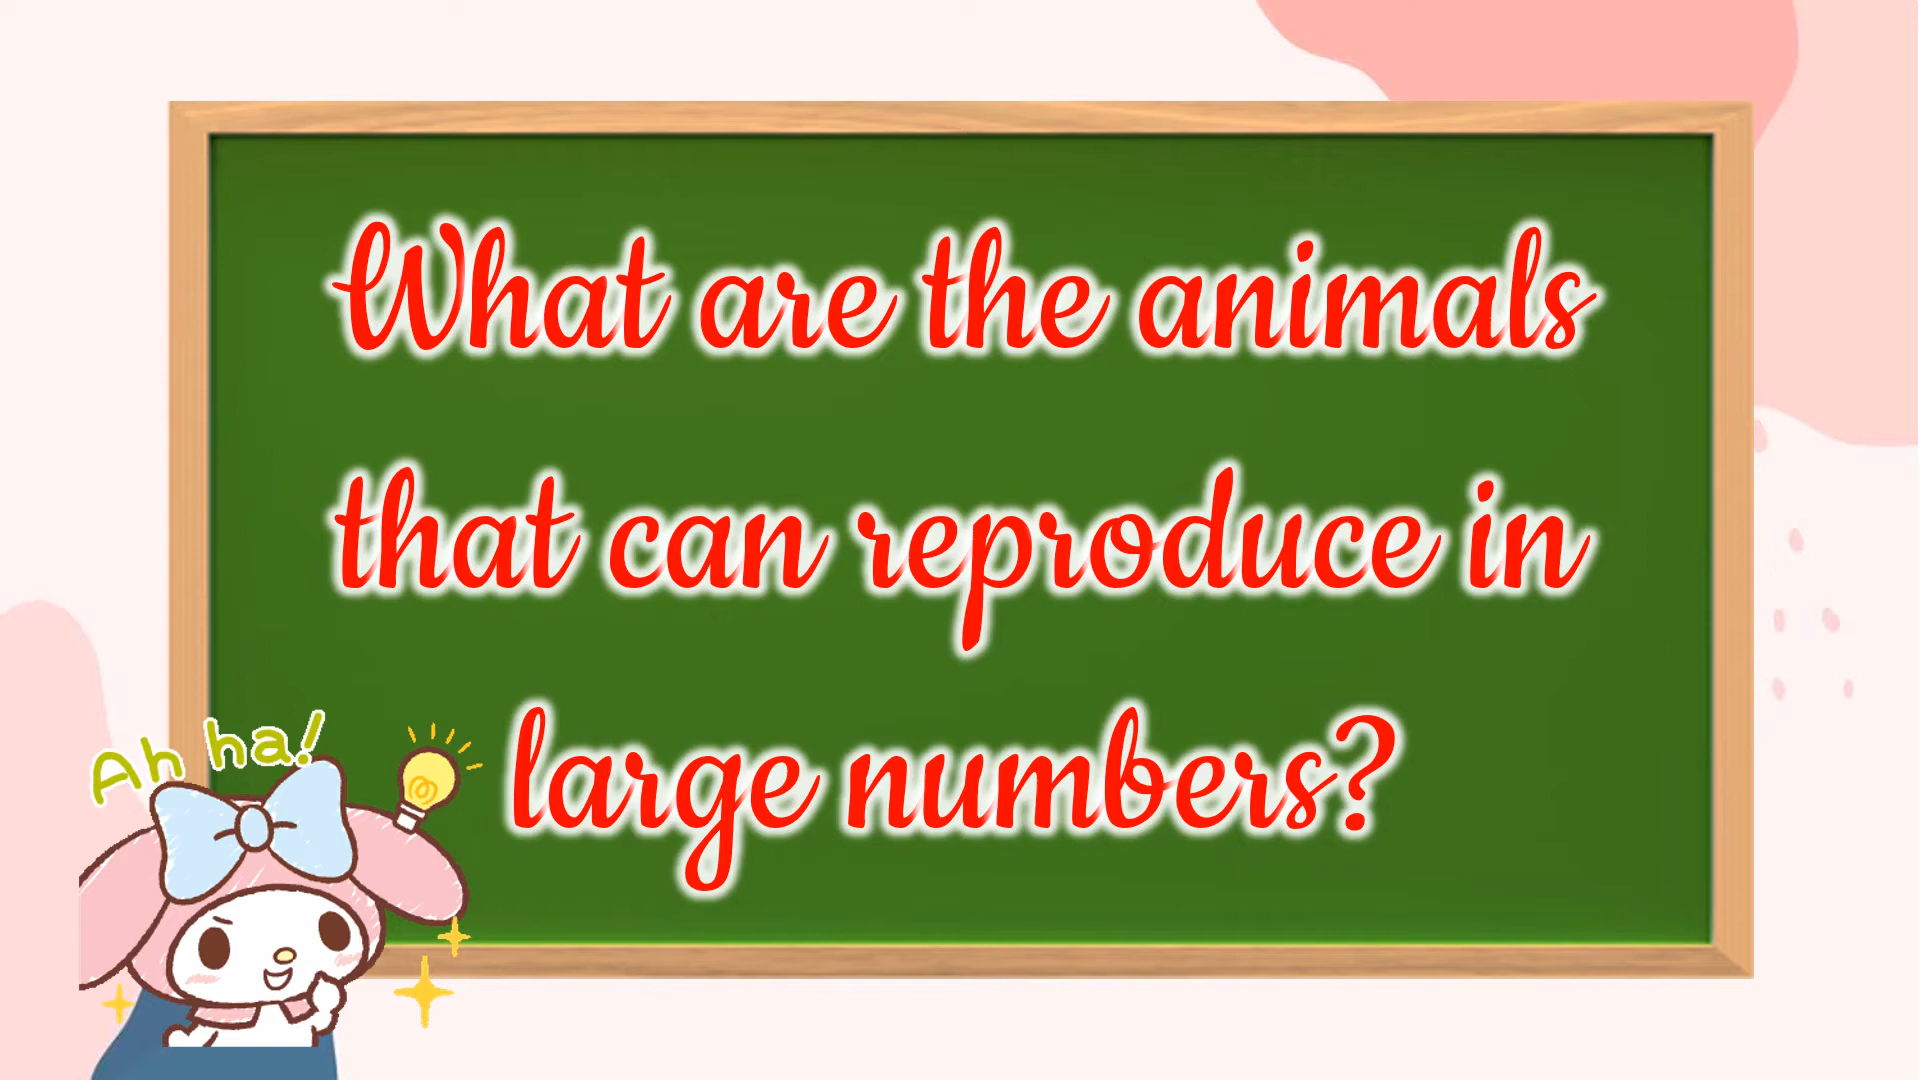 What are the animals
that can reproduce in
large numbers?
Ah ha!